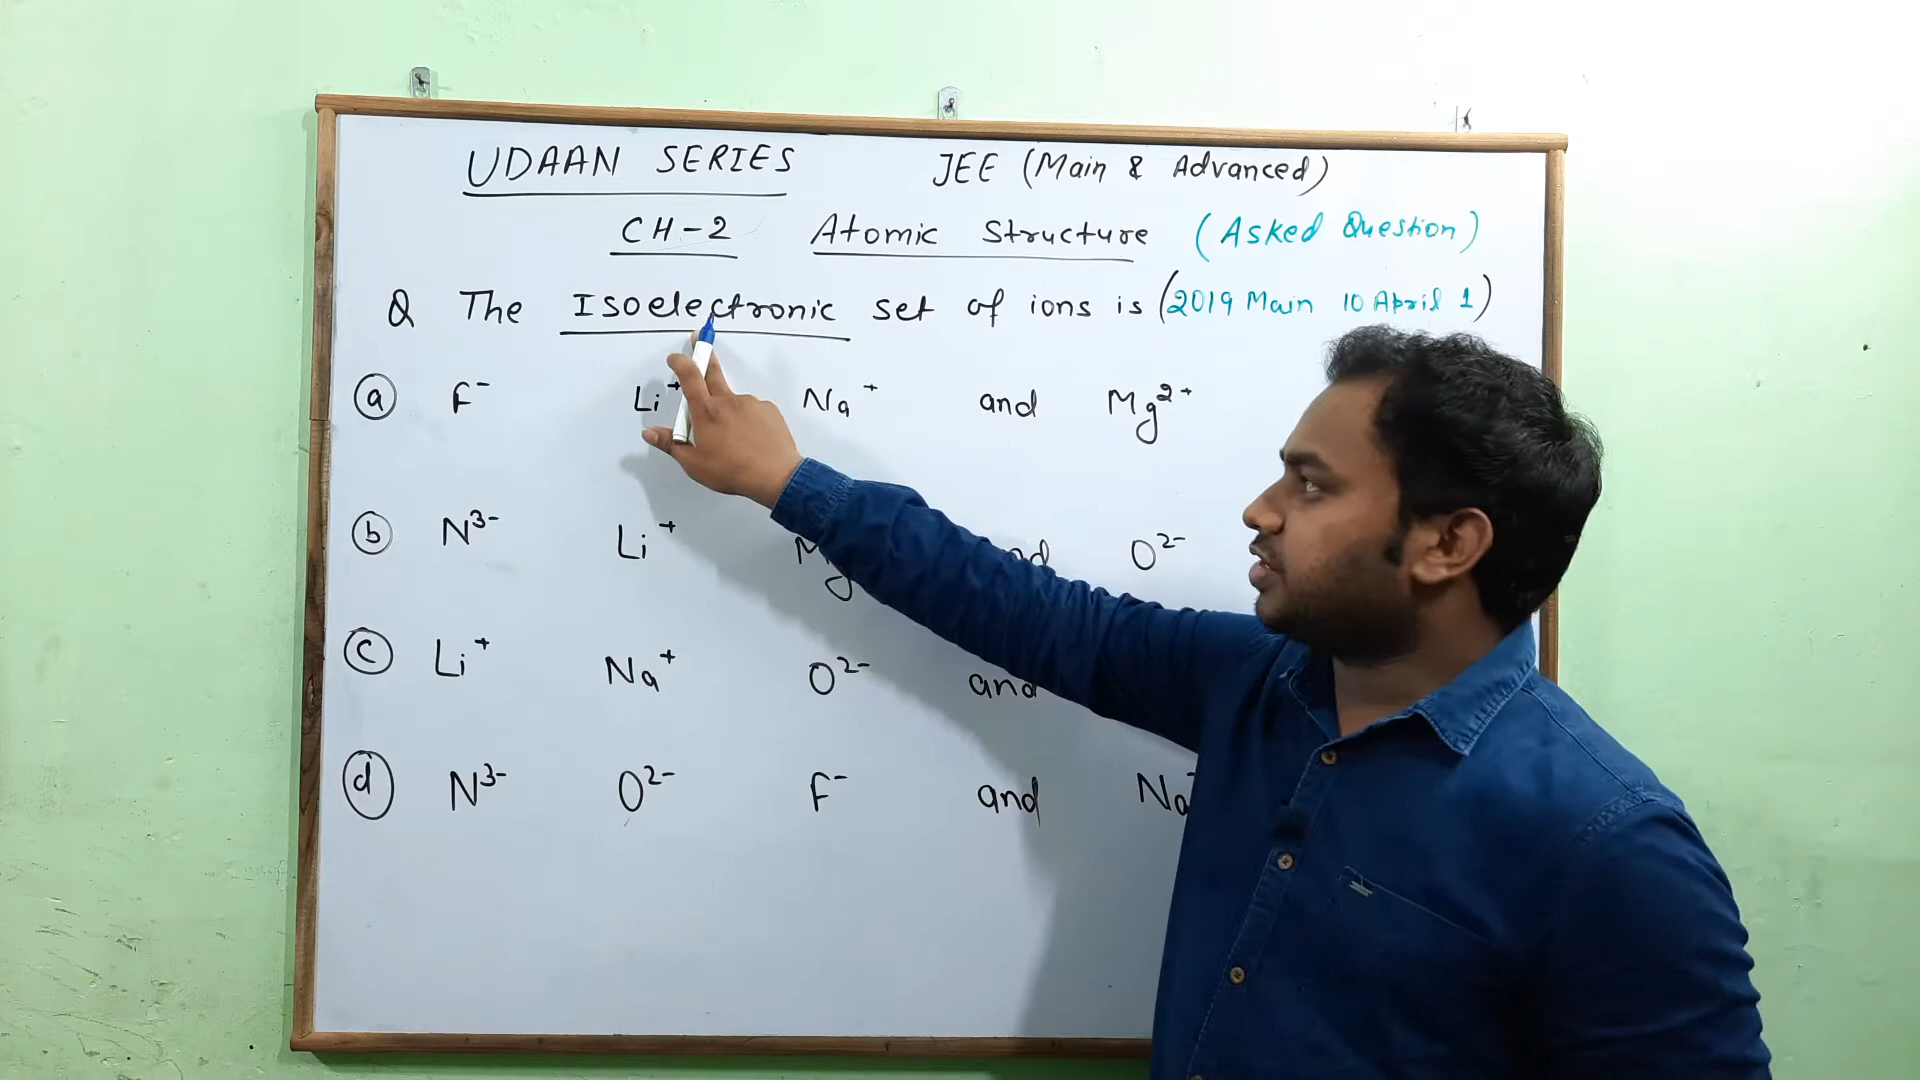 UDAAN SERIES JEE (Main & Advanced)
CH-2 Atomic Structure (Asked Question)
Q The Isoelectronic set of ions is (2019 Main 10 April 1)
(a) F⁻ Li⁺ Na⁺ and Mg²⁺
(b) N³⁻ Li⁺ O²⁻
(c) Li⁺ Na⁺ O²⁻ and
(d) N³⁻ O²⁻ F⁻ and Na